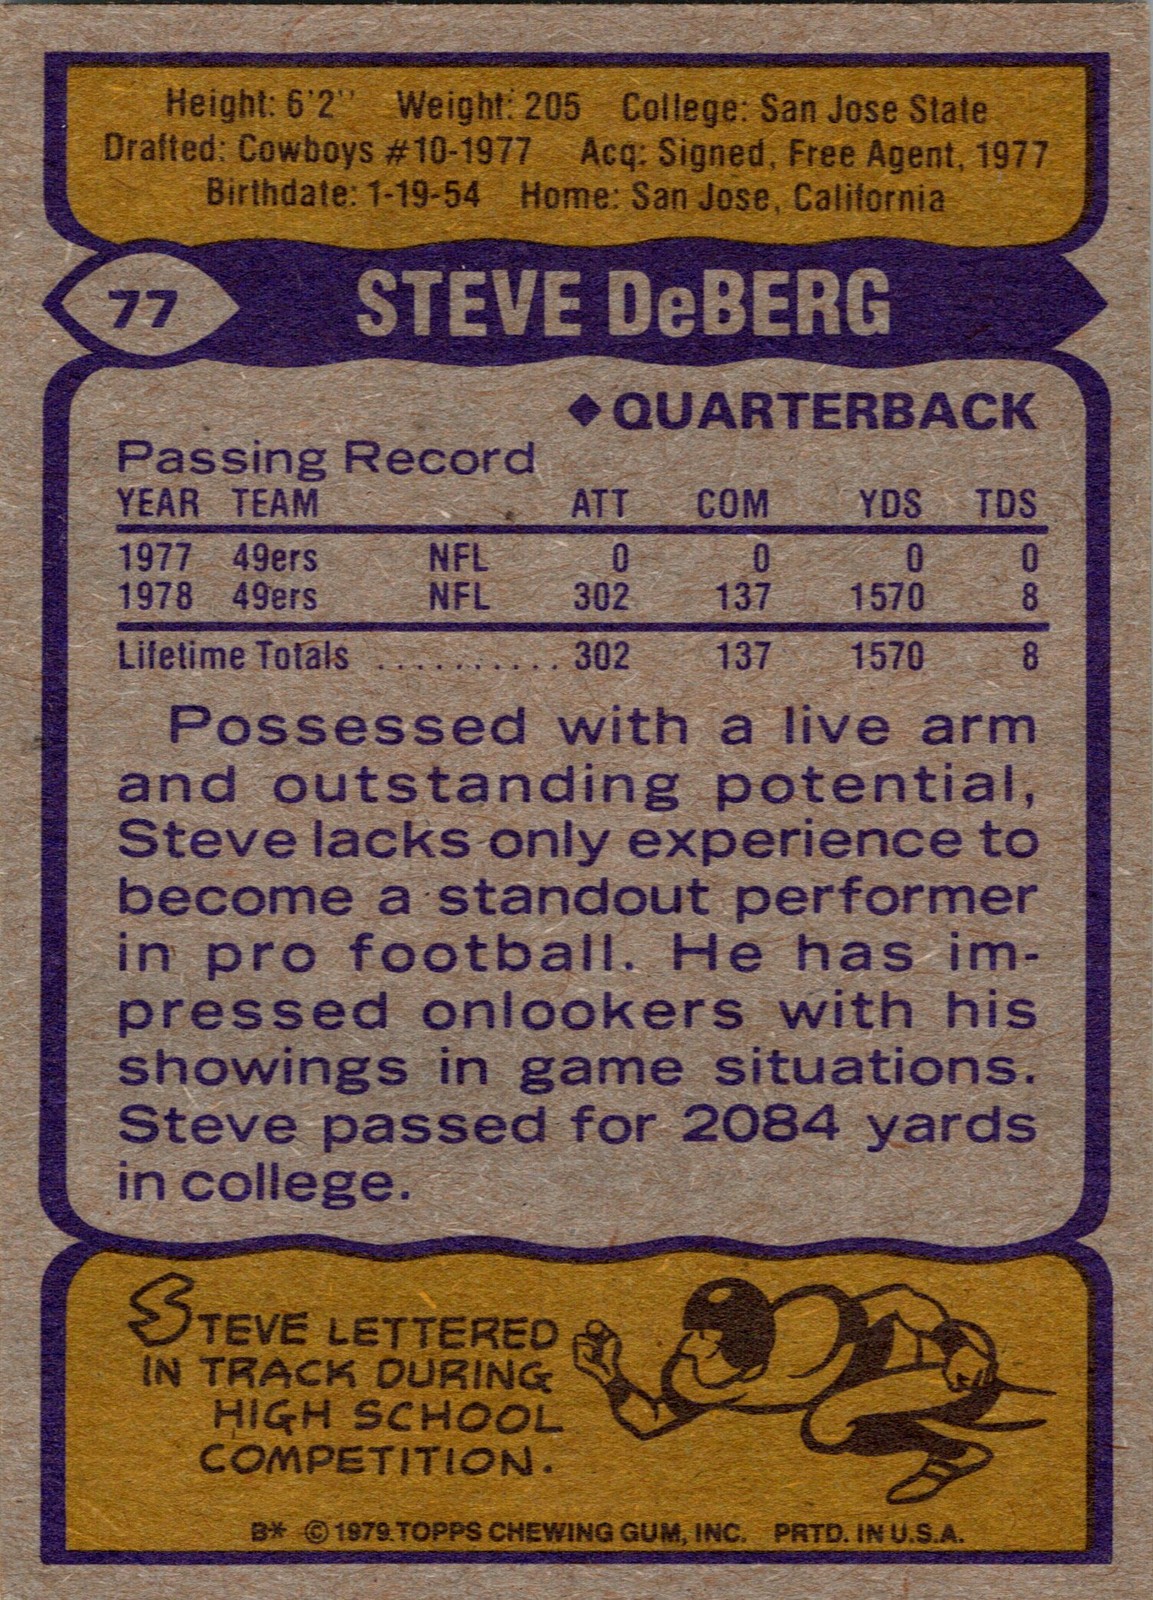 Height: 6'2" Weight: 205 College: San Jose State
Drafted: Cowboys #10-1977 Acq: Signed, Free Agent, 1977
Birthdate: 1-19-54 Home: San Jose, California
77 STEVE DeBERG
◆QUARTERBACK
Passing Record
YEAR TEAM ATT COM YDS TDS
1977 49ers NFL 0 0 0 0
1978 49ers NFL 302 137 1570 8
Lifetime Totals .......... 302 137 1570 8
Possessed with a live arm
and outstanding potential,
Steve lacks only experience to
become a standout performer
in pro football. He has im-
pressed onlookers with his
showings in game situations.
Steve passed for 2084 yards
in college.
STEVE LETTERED
IN TRACK DURING
HIGH SCHOOL
COMPETITION.
B* © 1979 TOPPS CHEWING GUM, INC. PRTD. IN U.S.A.